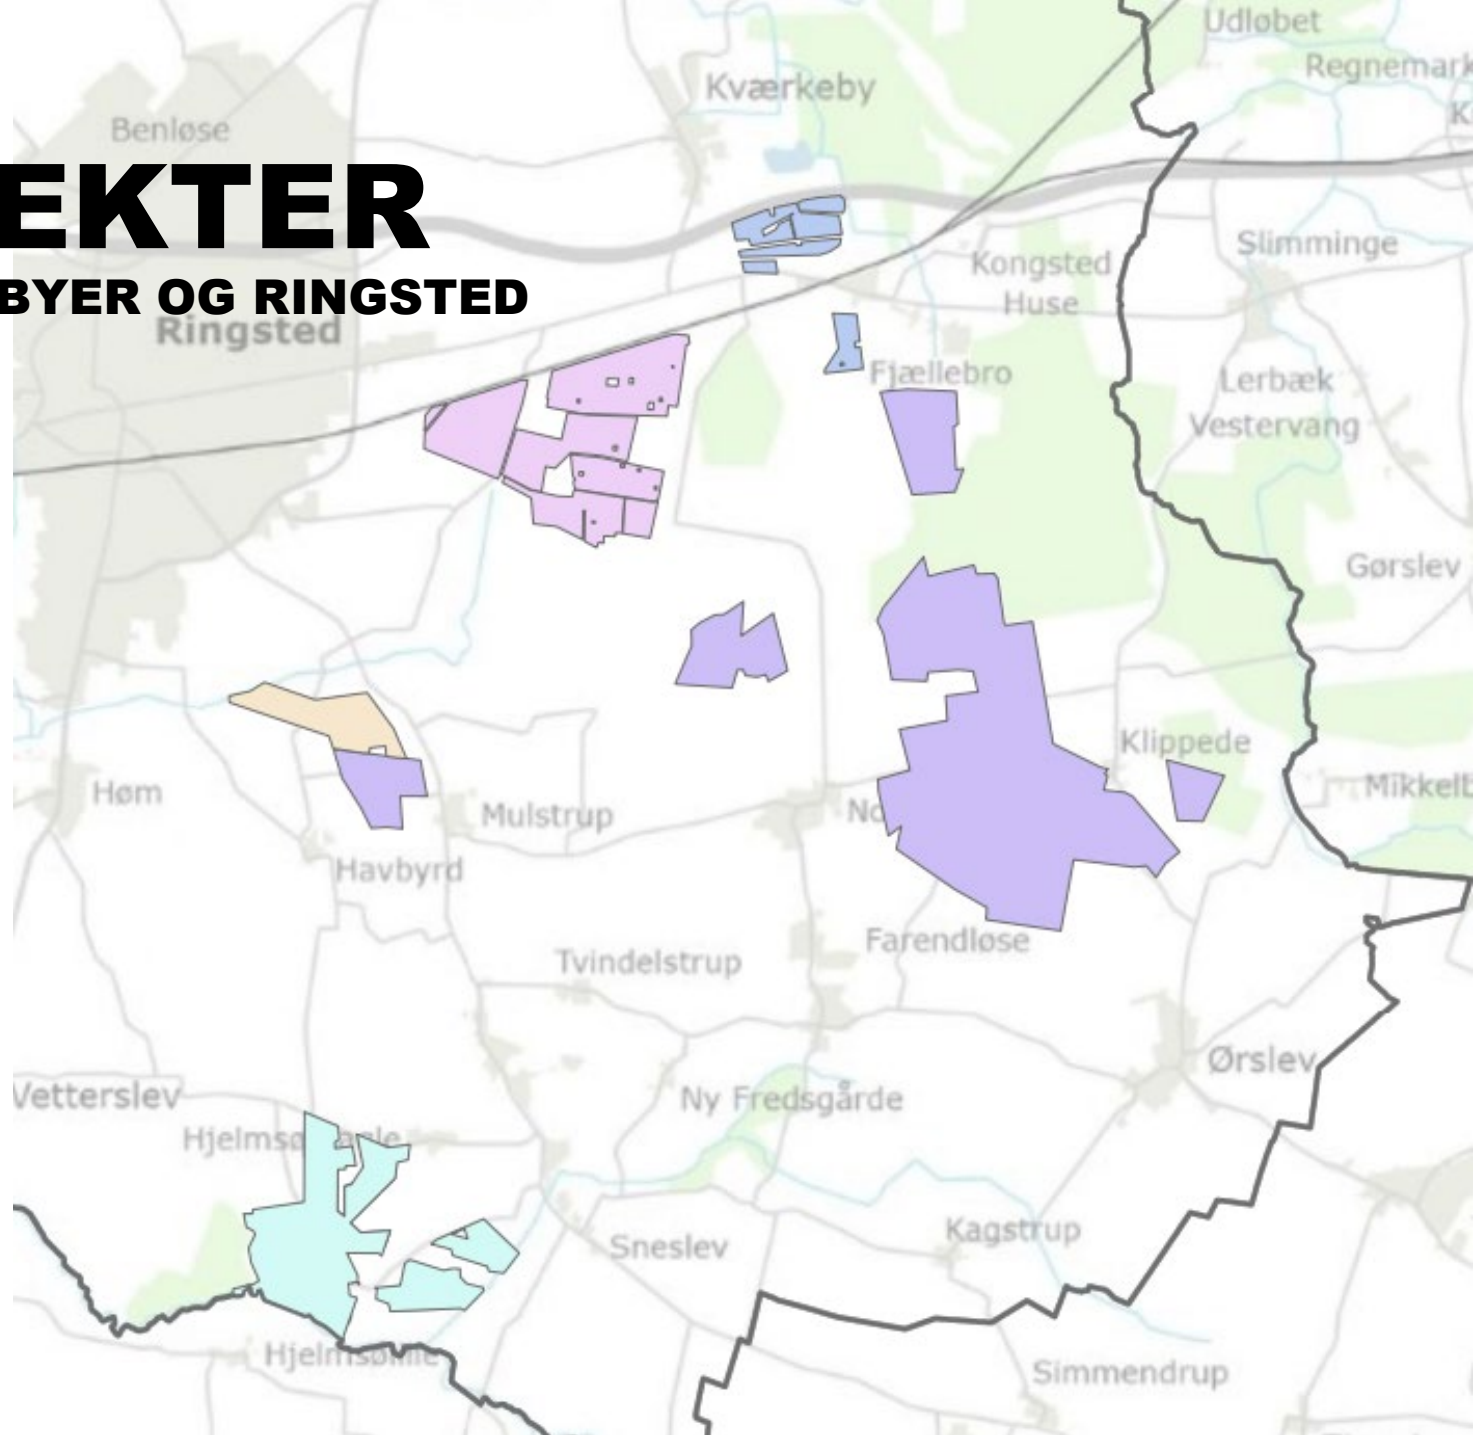 Udløbet
Regnemark
Kværkeby
Benløse
EKTER
Slimminge
Kongsted
Huse
BYER OG RINGSTED
Ringsted
Fjællebro
Lerbæk
Vestervang
Gørslev
Klippede
Høm
Mulstrup
Havbyrd
Farendløse
Tvindelstrup
Ørslev
Vetterslev
Ny Fredsgårde
Kagstrup
Sneslev
Simmendrup